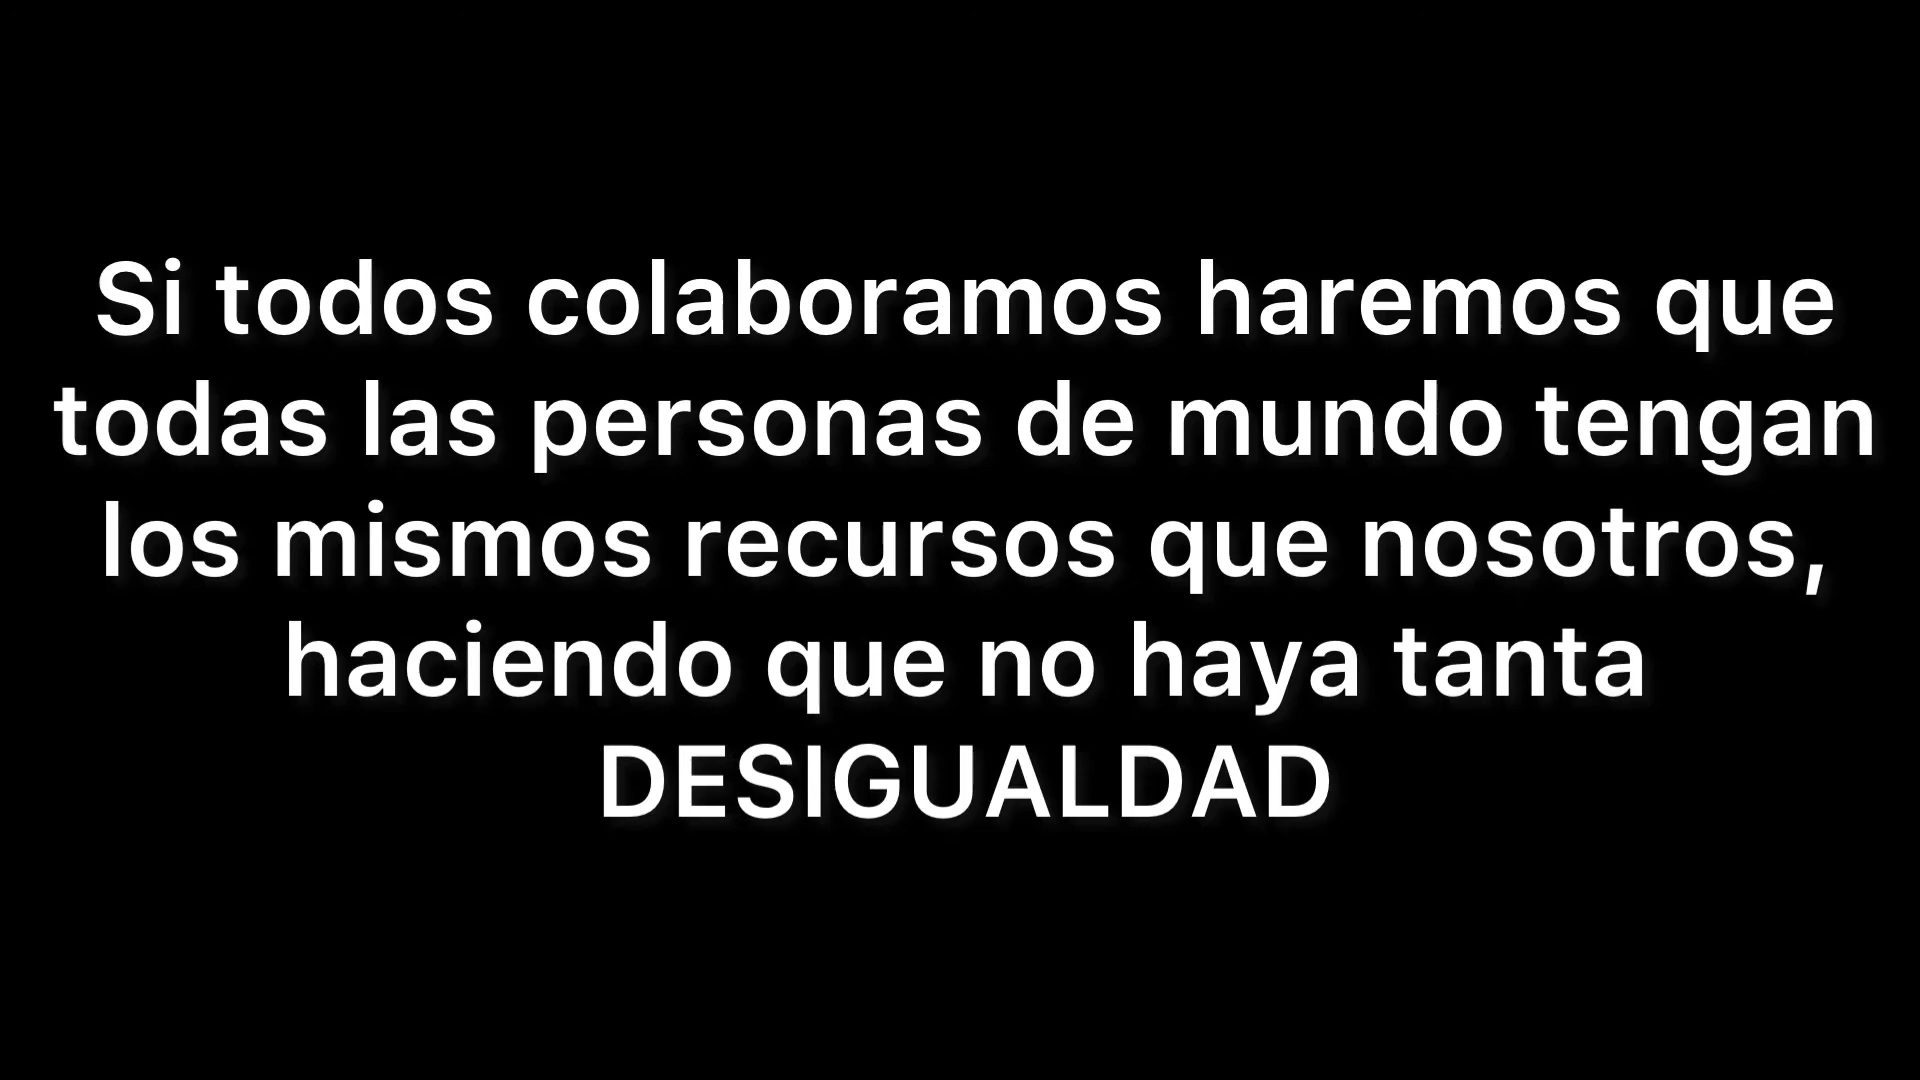 Si todos colaboramos haremos que
todas las personas de mundo tengan
los mismos recursos que nosotros,
haciendo que no haya tanta
DESIGUALDAD